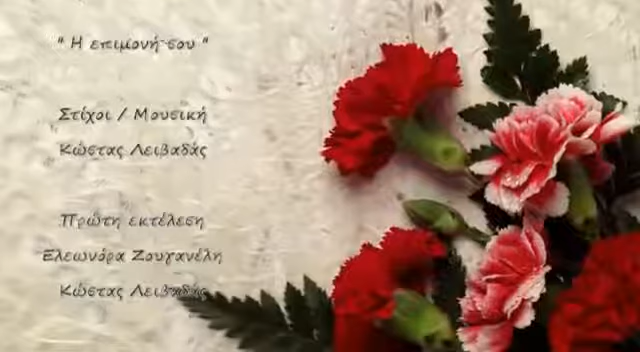 " Η επιμονή σου "
Στίχοι / Μουσική
Κώστας Λειβαδάς
Πρώτη εκτέλεση
Ελεωνόρα Ζουγανέλη
Κώστας Λειβαδάς